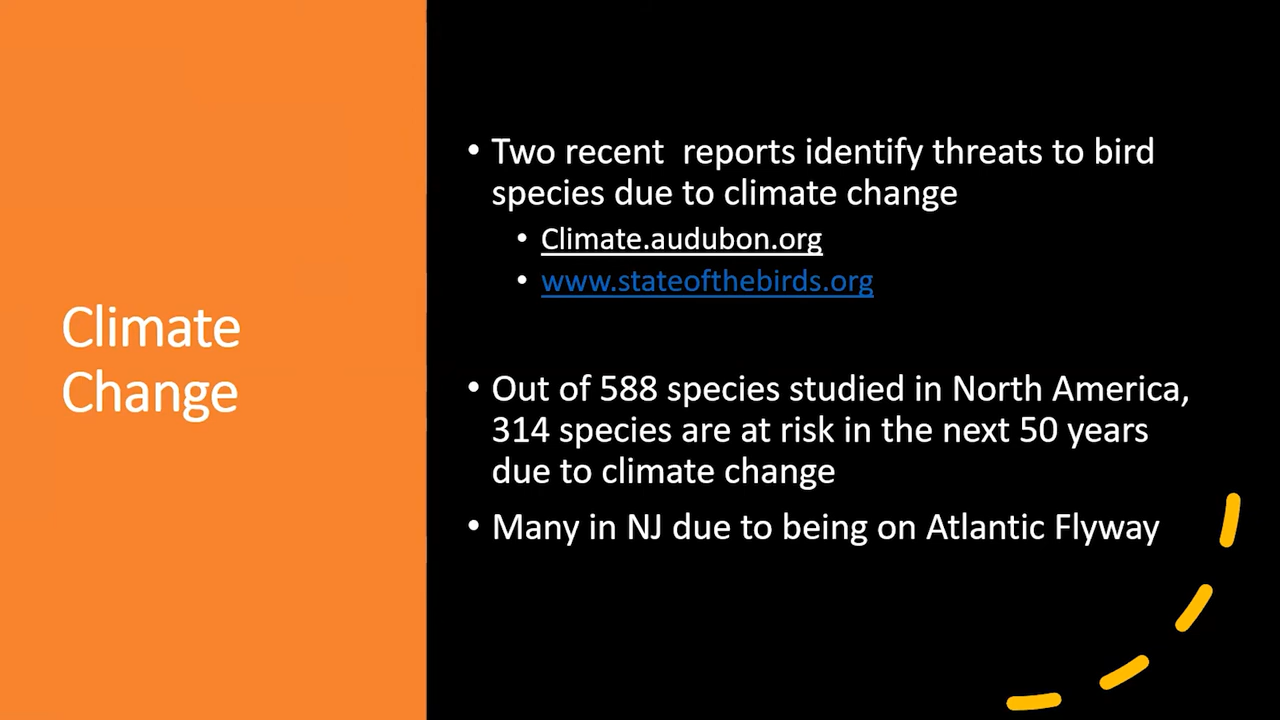 Climate
Change
• Two recent  reports identify threats to bird
species due to climate change
• Climate.audubon.org
• www.stateofthebirds.org
• Out of 588 species studied in North America,
314 species are at risk in the next 50 years
due to climate change
• Many in NJ due to being on Atlantic Flyway